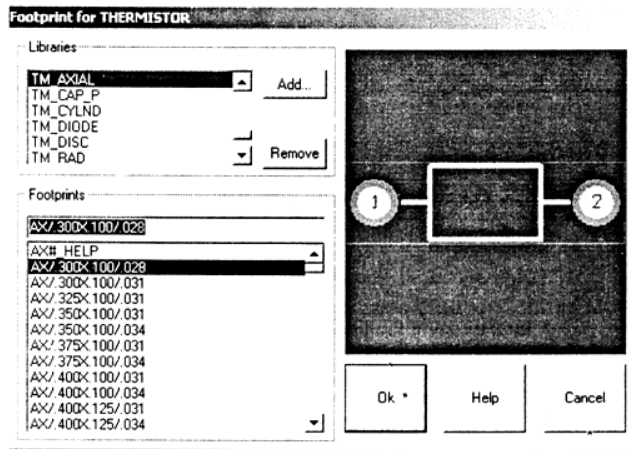 Footprint for THERMISTOR
Libraries
TM_AXIAL
TM_CAP_P
TM_CYLND
TM_DIODE
TM_DISC
TM_RAD
Add...
Remove
Footprints
AX/.300X.100/.028
AX# HELP
AX/.300X.100/.028
AX/.300X.100/.031
AX/.325X.100/.031
AX/.350X.100/.031
AX/.350X.100/.034
AX/.375X.100/.031
AX/.375X.100/.034
AX/.400X.100/.031
AX/.400X.100/.034
AX/.400X.125/.031
AX/.400X.125/.034
1
2
Ok
Help
Cancel